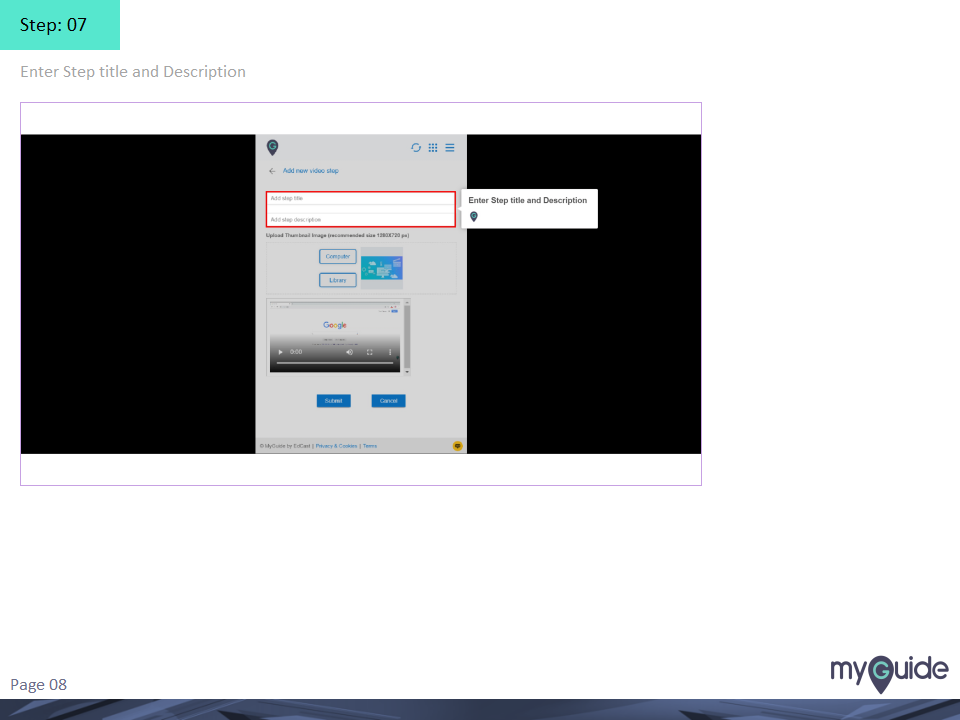 Step: 07
Enter Step title and Description
Add new video step
Add step title
Enter Step title and Description
Add step description
Upload Thumbnail Image (recommended size 1280X720 px)
Computer
Library
Google
0:00
Submit
Cancel
© MyGuide by EdCast | Privacy & Cookies | Terms
myGuide
Page 08